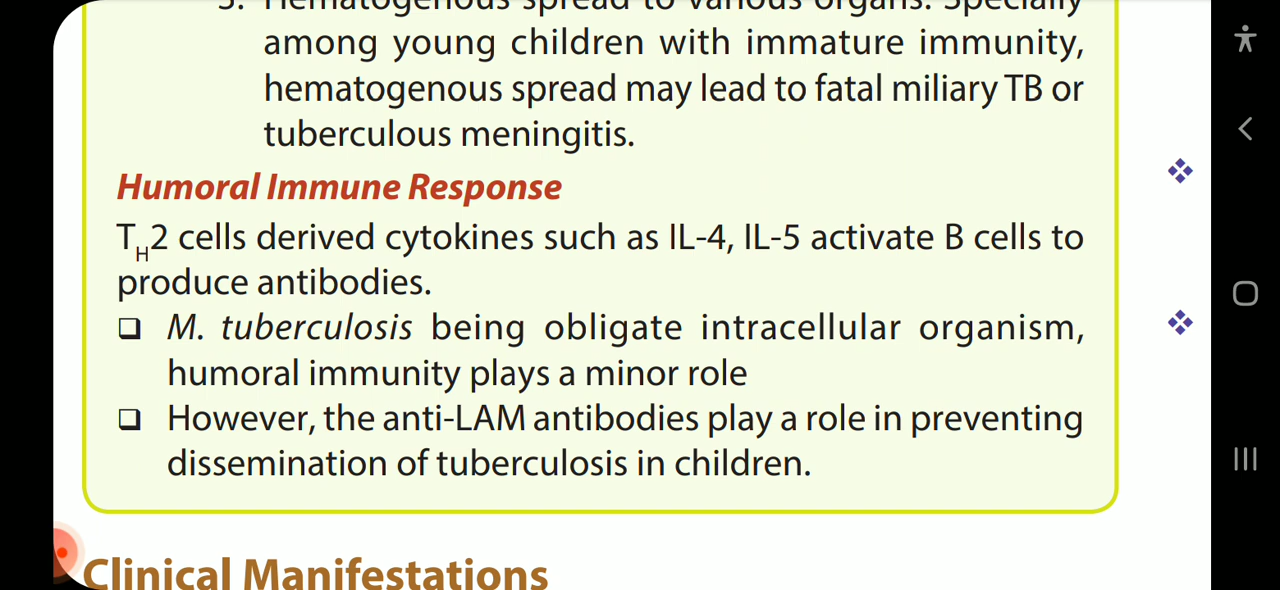 3. Hematogenous spread to various organs. Specially
among young children with immature immunity,
hematogenous spread may lead to fatal miliary TB or
tuberculous meningitis.
Humoral Immune Response
TH2 cells derived cytokines such as IL-4, IL-5 activate B cells to
produce antibodies.
❑ M. tuberculosis being obligate intracellular organism,
humoral immunity plays a minor role
❑ However, the anti-LAM antibodies play a role in preventing
dissemination of tuberculosis in children.
Clinical Manifestations